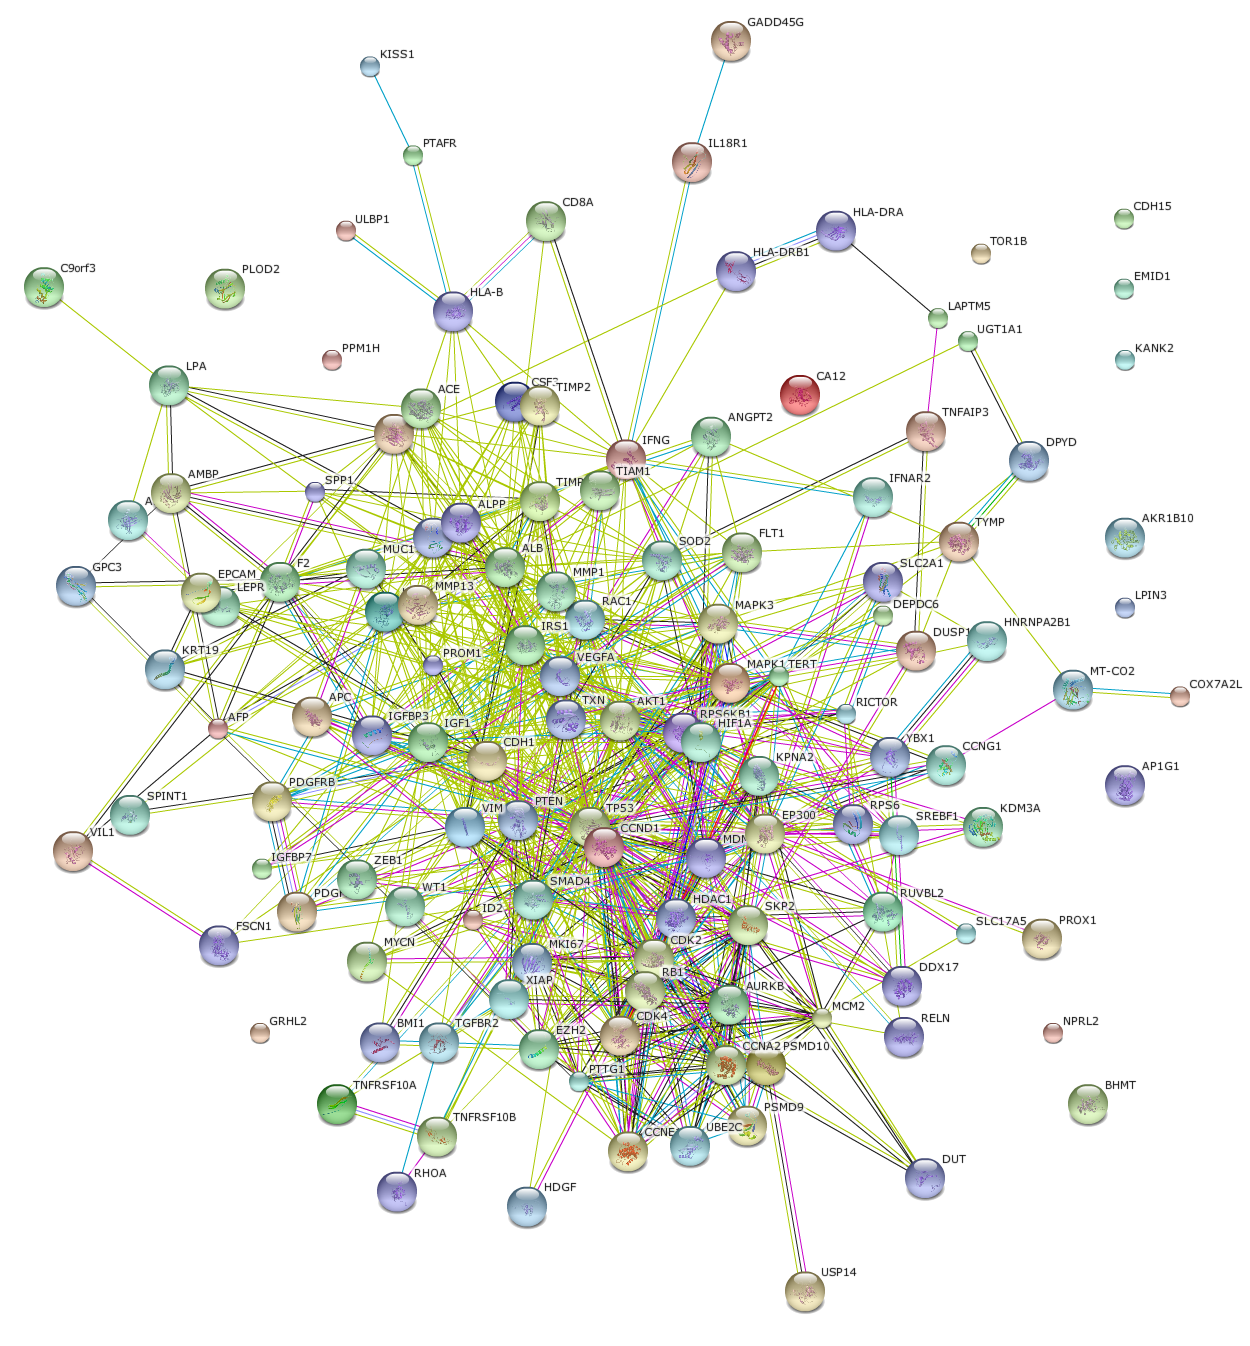 GADD45G
KISS1
PTAFR
IL18R1
CD8A
ULBP1
HLA-DRA
CDH15
TOR1B
HLA-DRB1
C9orf3
PLOD2
EMID1
HLA-B
LAPTM5
UGT1A1
PPM1H
KANK2
LPA
CA12
ACE
CSF3
TIMP2
TNFAIP3
ANGPT2
IFNG
DPYD
TIAM1
AMBP
SPP1
TIMP
IFNAR2
A
ALPP
TYMP
AKR1B10
FLT1
MUC1
ALB
SOD2
F2
SLC2A1
GPC3
EPCAM
LEPR
MMP1
MMP13
RAC1
LPIN3
DEPDC6
MAPK3
HNRNPA2B1
IRS1
DUSP1
KRT19
PROM1
VEGFA
MAPK1
TERT
MT-CO2
COX7A2L
APC
AFP
IGFBP3
IGF1
TXN
AKT1
RPS6KB1
HIF1A
RICTOR
YBX1
CCNG1
CDH1
KPNA2
AP1G1
PDGFRB
SPINT1
VIM
PTEN
TP53
EP300
RPS6
SREBF1
KDM3A
VIL1
CCND1
MDM
IGFBP7
ZEB1
SMAD4
PDGF
WT1
HDAC1
SKP2
RUVBL2
ID2
SLC17A5
PROX1
FSCN1
MYCN
MKI67
CDK2
DDX17
RB1
XIAP
AURKB
MCM2
GRHL2
BMI1
TGFBR2
EZH2
CDK4
RELN
NPRL2
CCNA2
PSMD10
PTTG1
TNFRSF10A
BHMT
TNFRSF10B
CCNE
UBE2C
PSMD9
RHOA
HDGF
DUT
USP14